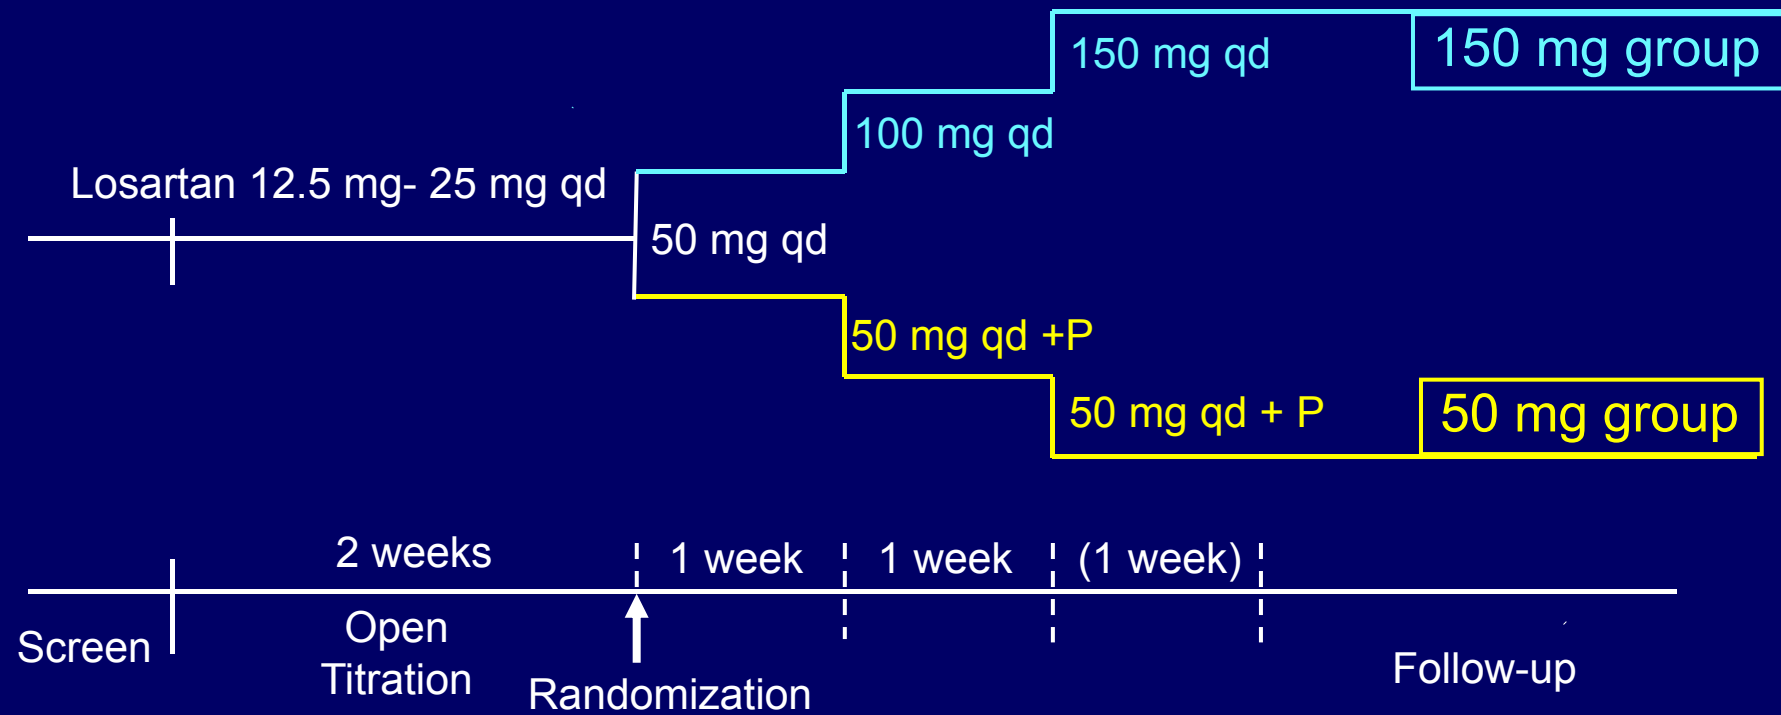 150 mg qd
150 mg group
100 mg qd
Losartan 12.5 mg- 25 mg qd
50 mg qd
50 mg qd +P
50 mg qd + P
50 mg group
2 weeks
1 week
1 week
(1 week)
Screen
Open
Titration
Randomization
Follow-up